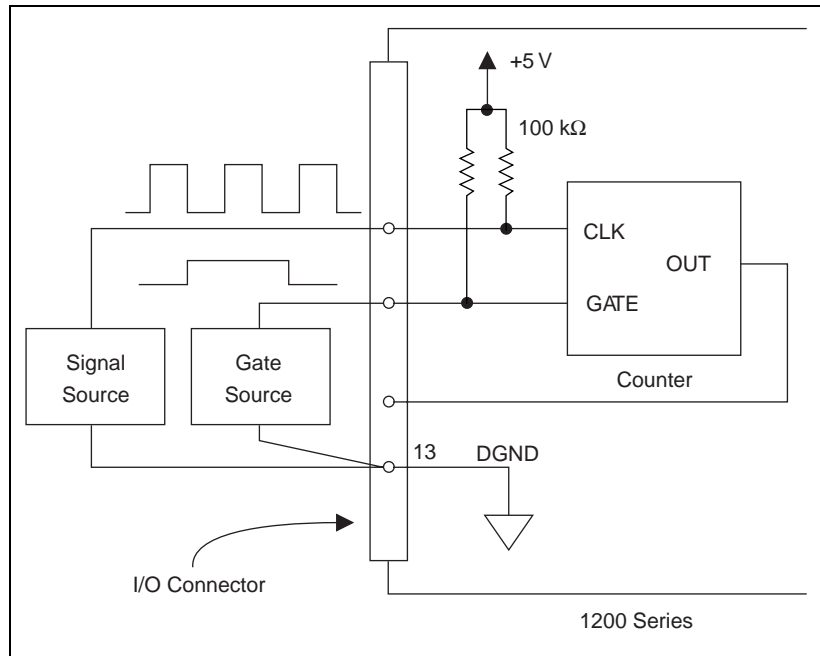 +5 V
100 kΩ
CLK
OUT
GATE
Signal
Source
Gate
Source
Counter
13
DGND
I/O Connector
1200 Series